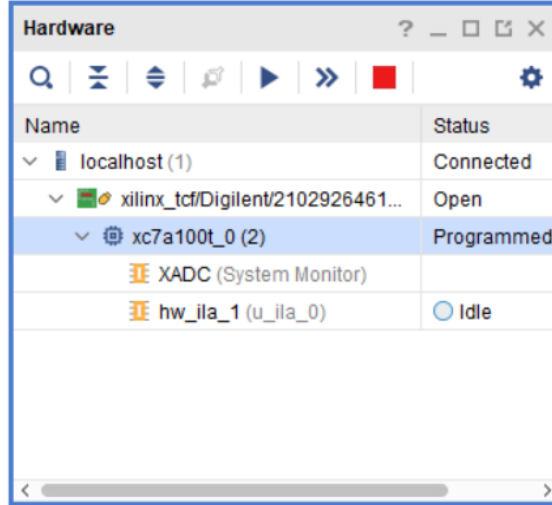 Hardware
?
Name Status
localhost (1) Connected
xilinx_tcf/Digilent/2102926461... Open
xc7a100t_0 (2) Programmed
XADC (System Monitor)
hw_ila_1 (u_ila_0) Idle